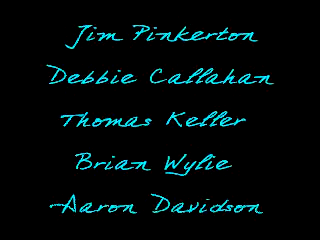 Jim Pinkerton
Debbie Callahan
Thomas Keller
Brian Wylie
Aaron Davidson